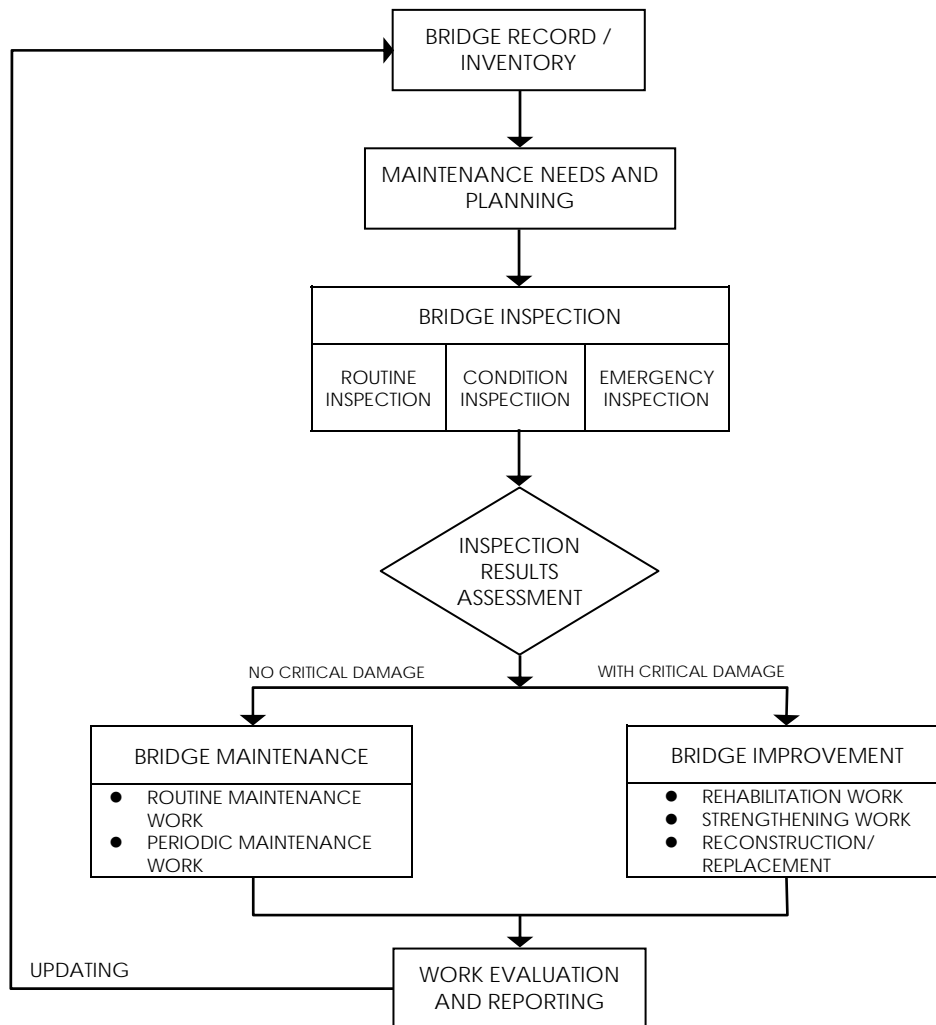 BRIDGE RECORD /
INVENTORY
MAINTENANCE NEEDS AND
PLANNING
BRIDGE INSPECTION
ROUTINE
INSPECTION
CONDITION
INSPECTIION
EMERGENCY
INSPECTION
INSPECTION
RESULTS
ASSESSMENT
NO CRITICAL DAMAGE
WITH CRITICAL DAMAGE
BRIDGE MAINTENANCE
● ROUTINE MAINTENANCE
WORK
● PERIODIC MAINTENANCE
WORK
BRIDGE IMPROVEMENT
● REHABILITATION WORK
● STRENGTHENING WORK
● RECONSTRUCTION/
REPLACEMENT
UPDATING
WORK EVALUATION
AND REPORTING